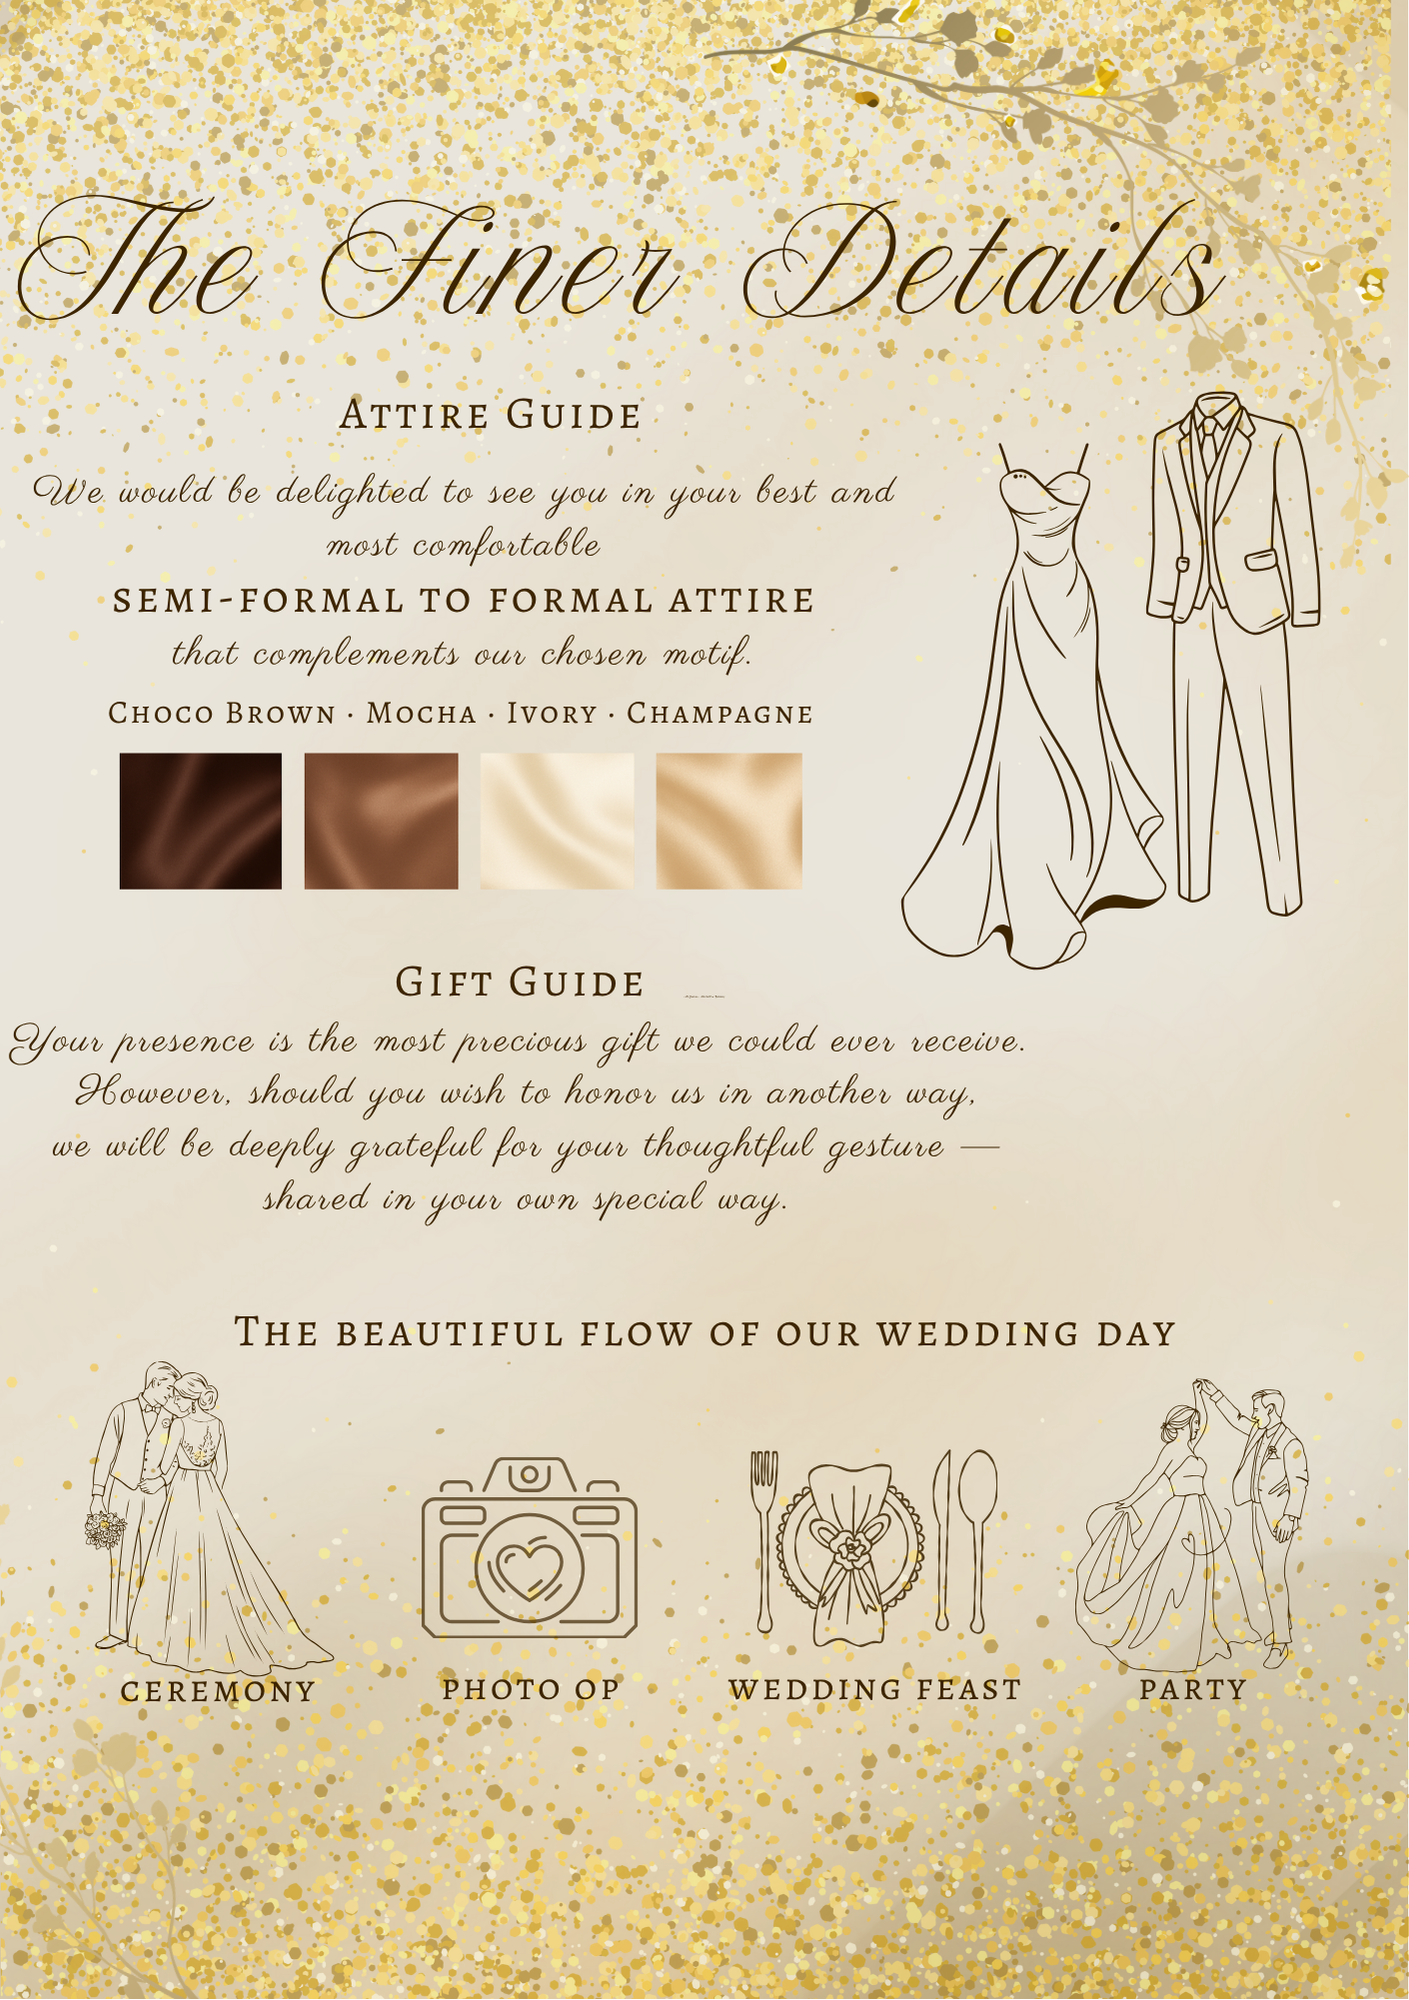 The Finer Details
ATTIRE GUIDE
We would be delighted to see you in your best and
most comfortable
SEMI-FORMAL TO FORMAL ATTIRE
that complements our chosen motif.
CHOCO BROWN · MOCHA · IVORY · CHAMPAGNE
GIFT GUIDE
Your presence is the most precious gift we could ever receive.
However, should you wish to honor us in another way,
we will be deeply grateful for your thoughtful gesture —
shared in your own special way.
THE BEAUTIFUL FLOW OF OUR WEDDING DAY
CEREMONY
PHOTO OP
WEDDING FEAST
PARTY